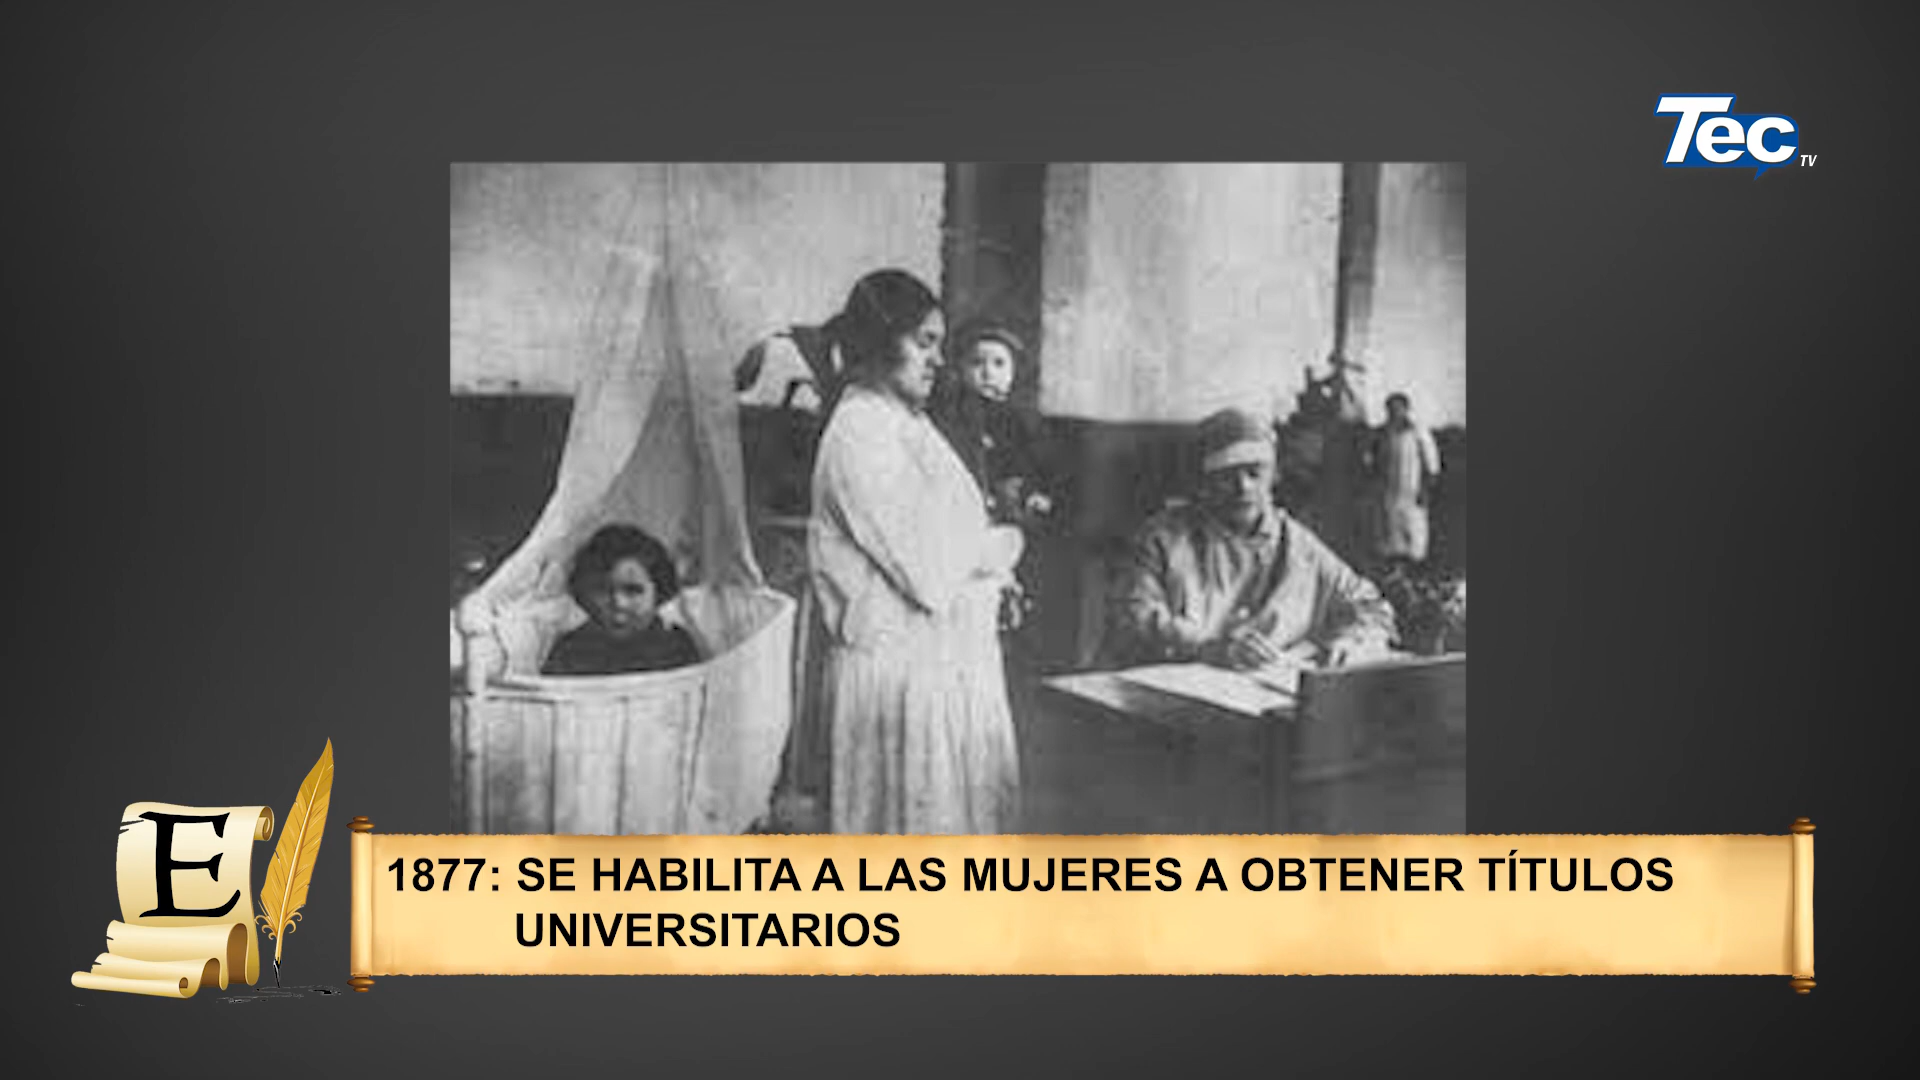 Tec TV
E
1877: SE HABILITA A LAS MUJERES A OBTENER TÍTULOS
UNIVERSITARIOS